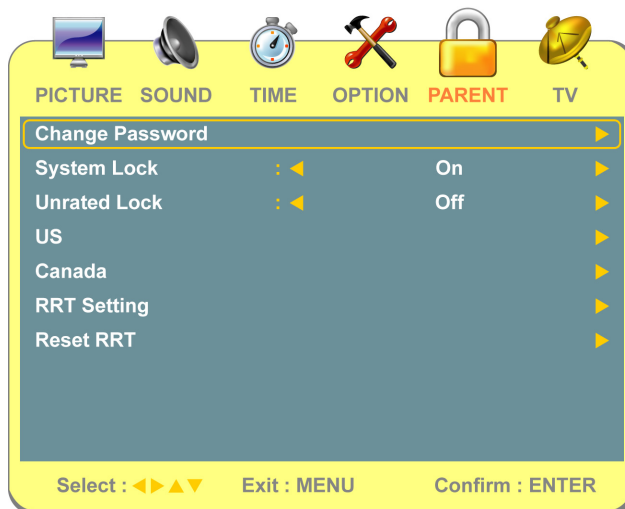 PICTURE SOUND TIME OPTION PARENT TV
Change Password
System Lock : On
Unrated Lock : Off
US
Canada
RRT Setting
Reset RRT
Select : Exit : MENU Confirm : ENTER